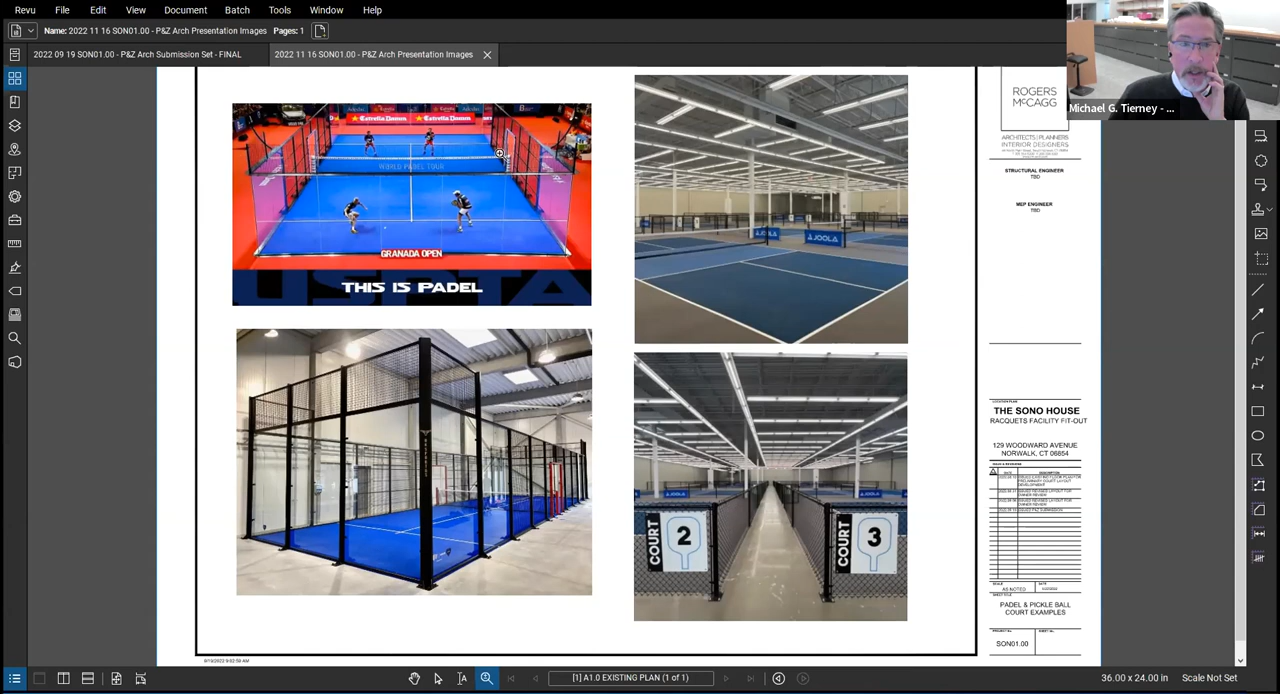 Revu File Edit View Document Batch Tools Window Help
Name: 2022 11 16 SON01.00 - P&Z Arch Presentation Images Pages: 1
2022 09 19 SON01.00 - P&Z Arch Submission Set - FINAL
2022 11 16 SON01.00 - P&Z Arch Presentation Images
Michael G. Tierney - ...
Estrella Damm
WORLD PADEL TOUR
GRANADA OPEN
THIS IS PADEL
JOOLA
JOOLA
JOOLA
JOOLA
COURT
2
COURT
3
ROGERS
McCAGG
ARCHITECTS | PLANNERS
INTERIOR DESIGNERS
STRUCTURAL ENGINEER
TBD
MEP ENGINEER
TBD
THE SONO HOUSE
RACQUETS FACILITY FIT-OUT
129 WOODWARD AVENUE
NORWALK, CT 06854
AS NOTED
PADEL & PICKLE BALL
COURT EXAMPLES
SON01.00
[1] A1.0 EXISTING PLAN (1 of 1)
36.00 x 24.00 in
Scale Not Set